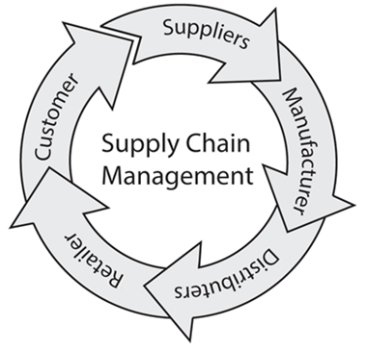 Suppliers
Manufacturer
Distributers
Retailer
Customer
Supply Chain
Management